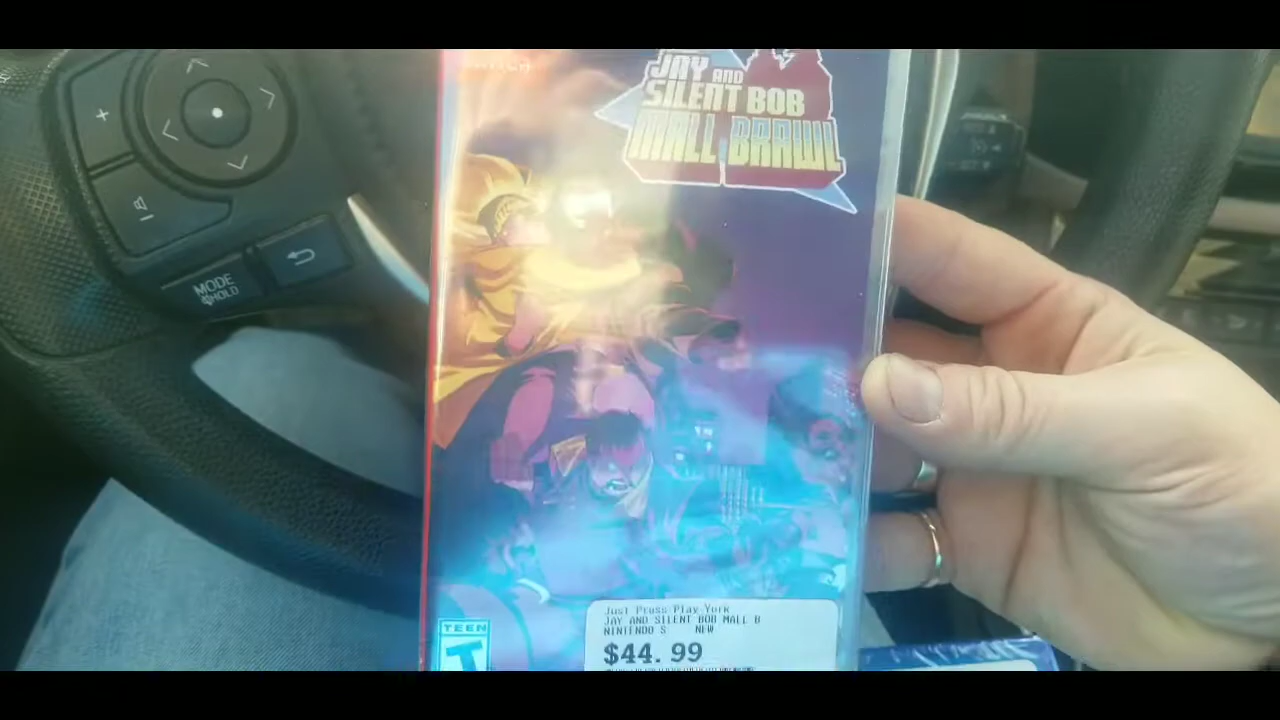 JAY AND
SILENT BOB
MALL BRAWL
+
MODE
HOLD
Just Press Play York
JAY AND SILENT BOB MALL B
NINTENDO S NEW
TEEN
T
$44.99